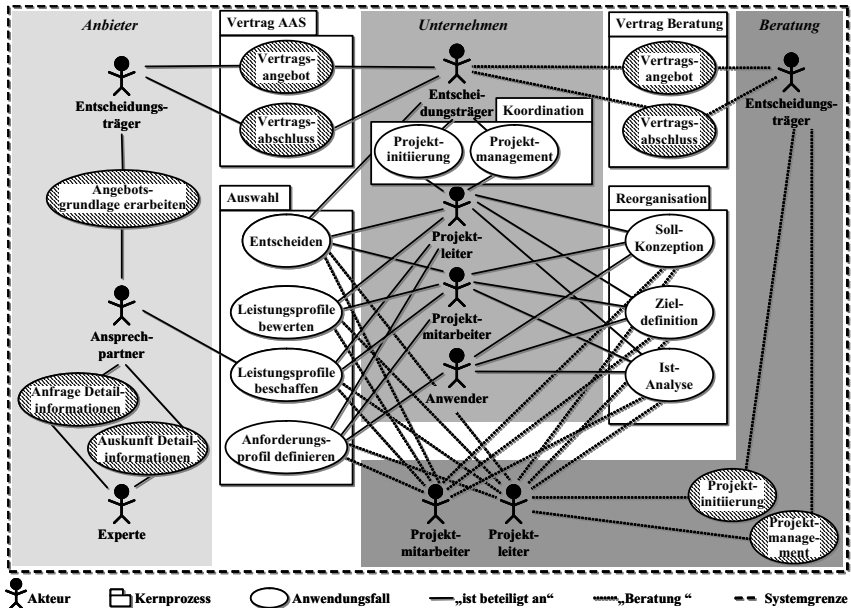 Anbieter
Vertrag AAS
Unternehmen
Vertrag Beratung
Beratung
Entscheidungs-
träger
Vertrags-
angebot
Vertrags-
abschluss
Entschei-
dungsträger
Vertrags-
angebot
Vertrags-
abschluss
Entscheidungs-
träger
Koordination
Projekt-
initiierung
Projekt-
management
Angebots-
grundlage erarbeiten
Auswahl
Entscheiden
Leistungsprofile
bewerten
Leistungsprofile
beschaffen
Anforderungs-
profil definieren
Projekt-
leiter
Projekt-
mitarbeiter
Anwender
Reorganisation
Soll-
Konzeption
Ziel-
definition
Ist-
Analyse
Ansprech-
partner
Anfrage Detail-
informationen
Auskunft Detail-
informationen
Experte
Projekt-
mitarbeiter
Projekt-
leiter
Projekt-
initiierung
Projekt-
manage-
ment
Akteur
Kernprozess
Anwendungsfall
„ist beteiligt an"
„Beratung "
Systemgrenze